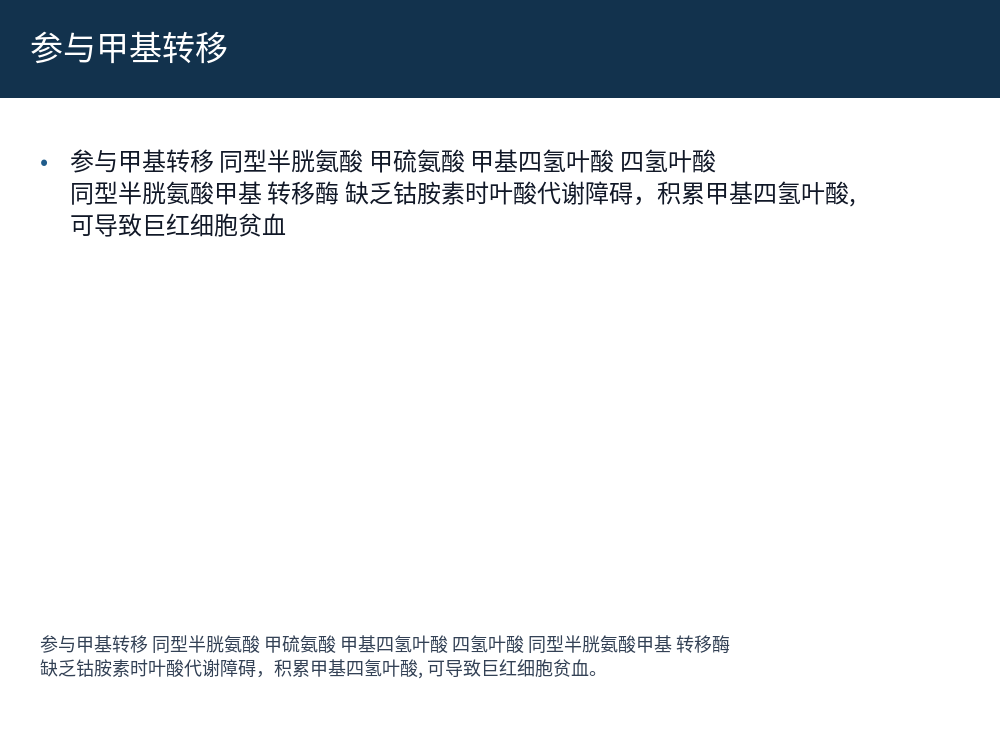 参与甲基转移
• 参与甲基转移 同型半胱氨酸 甲硫氨酸 甲基四氢叶酸 四氢叶酸
同型半胱氨酸甲基 转移酶 缺乏钴胺素时叶酸代谢障碍，积累甲基四氢叶酸,
可导致巨红细胞贫血
参与甲基转移 同型半胱氨酸 甲硫氨酸 甲基四氢叶酸 四氢叶酸 同型半胱氨酸甲基 转移酶
缺乏钴胺素时叶酸代谢障碍，积累甲基四氢叶酸, 可导致巨红细胞贫血。